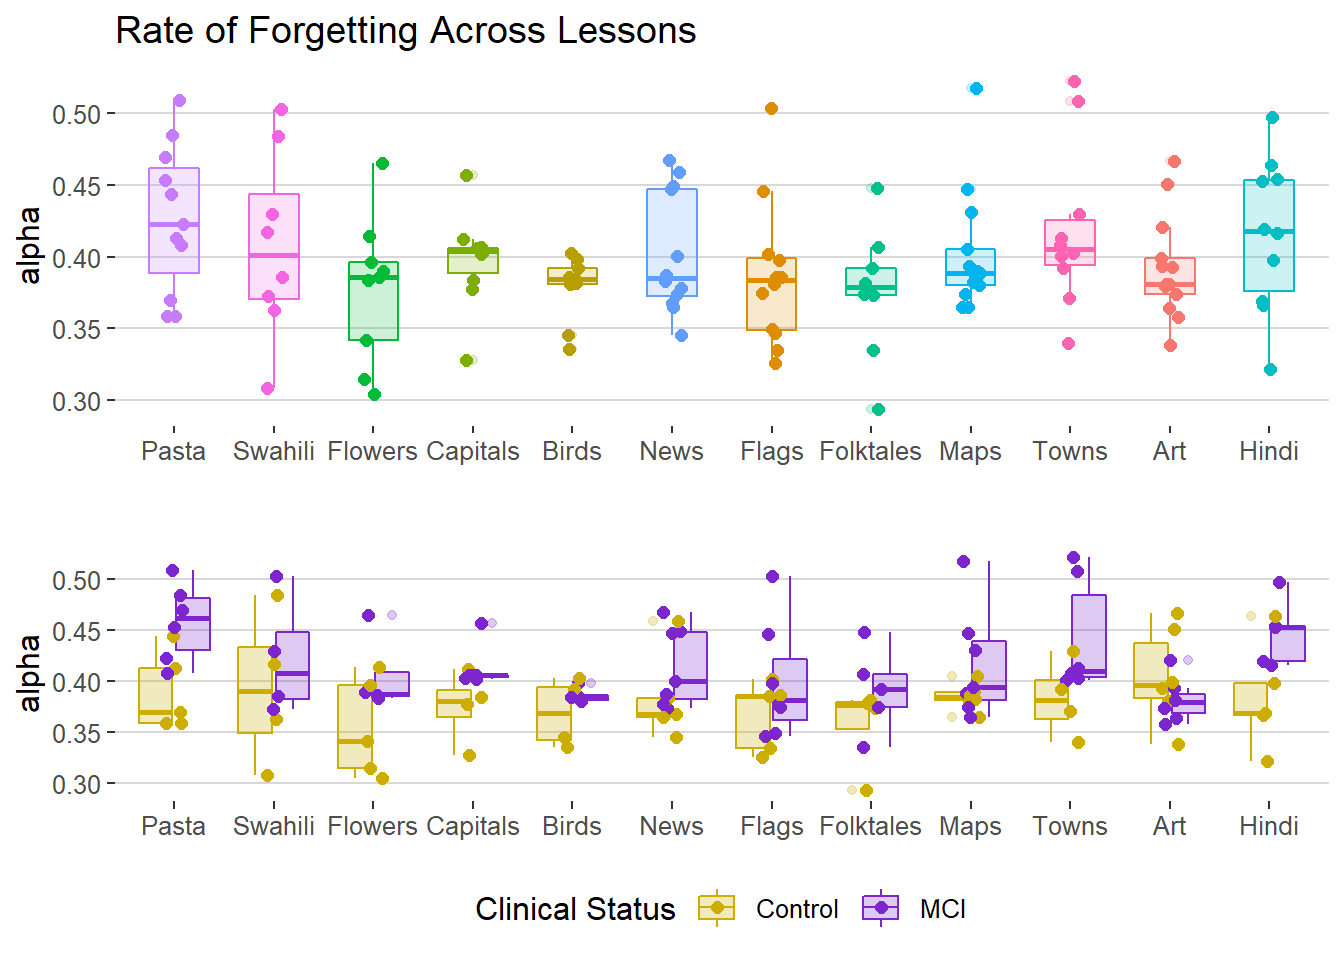 Rate of Forgetting Across Lessons
alpha
0.50
0.45
0.40
0.35
0.30
Pasta Swahili Flowers Capitals Birds News Flags Folktales Maps Towns Art Hindi
alpha
0.50
0.45
0.40
0.35
0.30
Pasta Swahili Flowers Capitals Birds News Flags Folktales Maps Towns Art Hindi
Clinical Status Control MCI